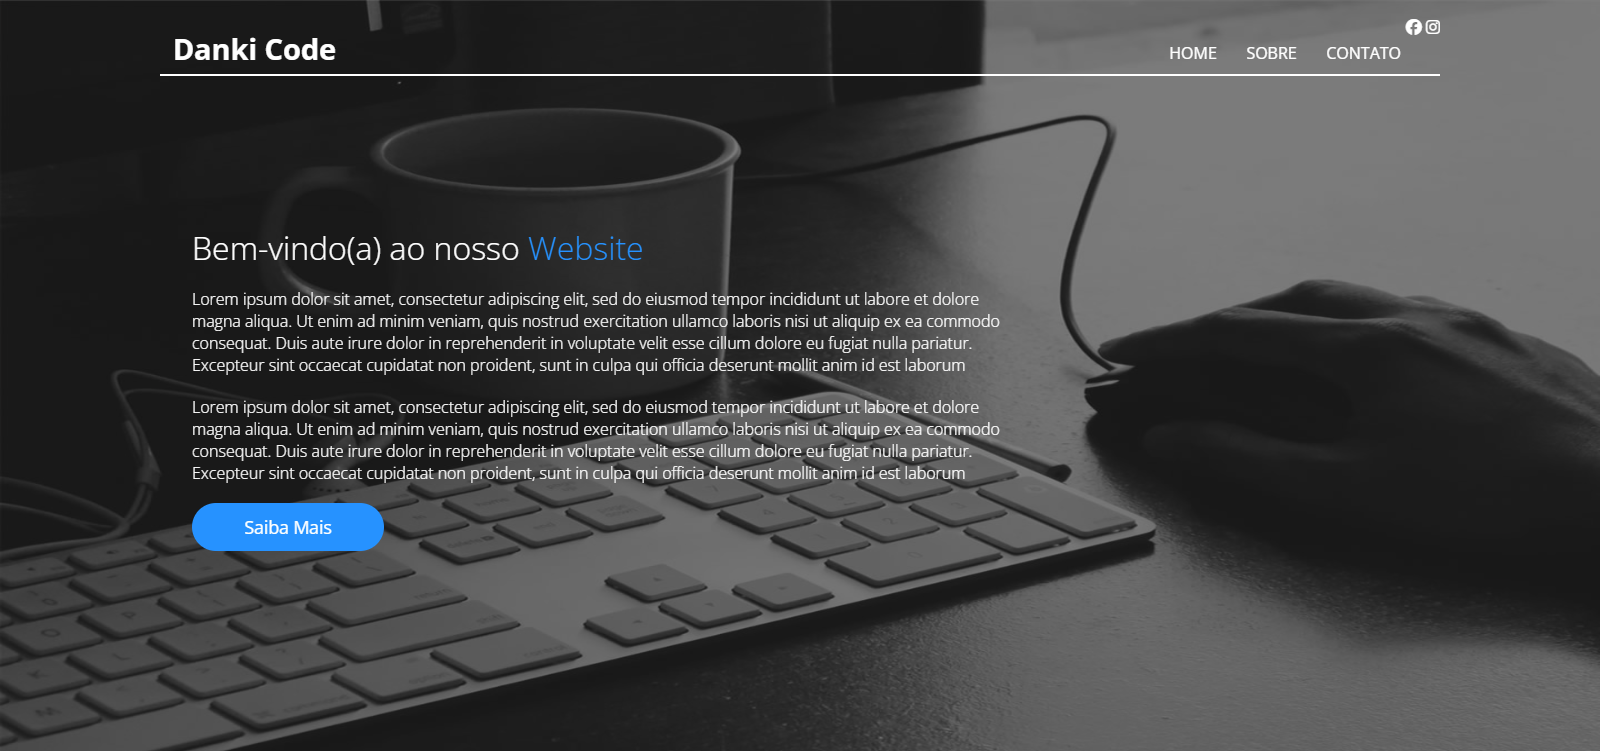 Danki Code
HOME SOBRE CONTATO
Bem-vindo(a) ao nosso Website
Lorem ipsum dolor sit amet, consectetur adipiscing elit, sed do eiusmod tempor incididunt ut labore et dolore
magna aliqua. Ut enim ad minim veniam, quis nostrud exercitation ullamco laboris nisi ut aliquip ex ea commodo
consequat. Duis aute irure dolor in reprehenderit in voluptate velit esse cillum dolore eu fugiat nulla pariatur.
Excepteur sint occaecat cupidatat non proident, sunt in culpa qui officia deserunt mollit anim id est laborum
Lorem ipsum dolor sit amet, consectetur adipiscing elit, sed do eiusmod tempor incididunt ut labore et dolore
magna aliqua. Ut enim ad minim veniam, quis nostrud exercitation ullamco laboris nisi ut aliquip ex ea commodo
consequat. Duis aute irure dolor in reprehenderit in voluptate velit esse cillum dolore eu fugiat nulla pariatur.
Excepteur sint occaecat cupidatat non proident, sunt in culpa qui officia deserunt mollit anim id est laborum
Saiba Mais